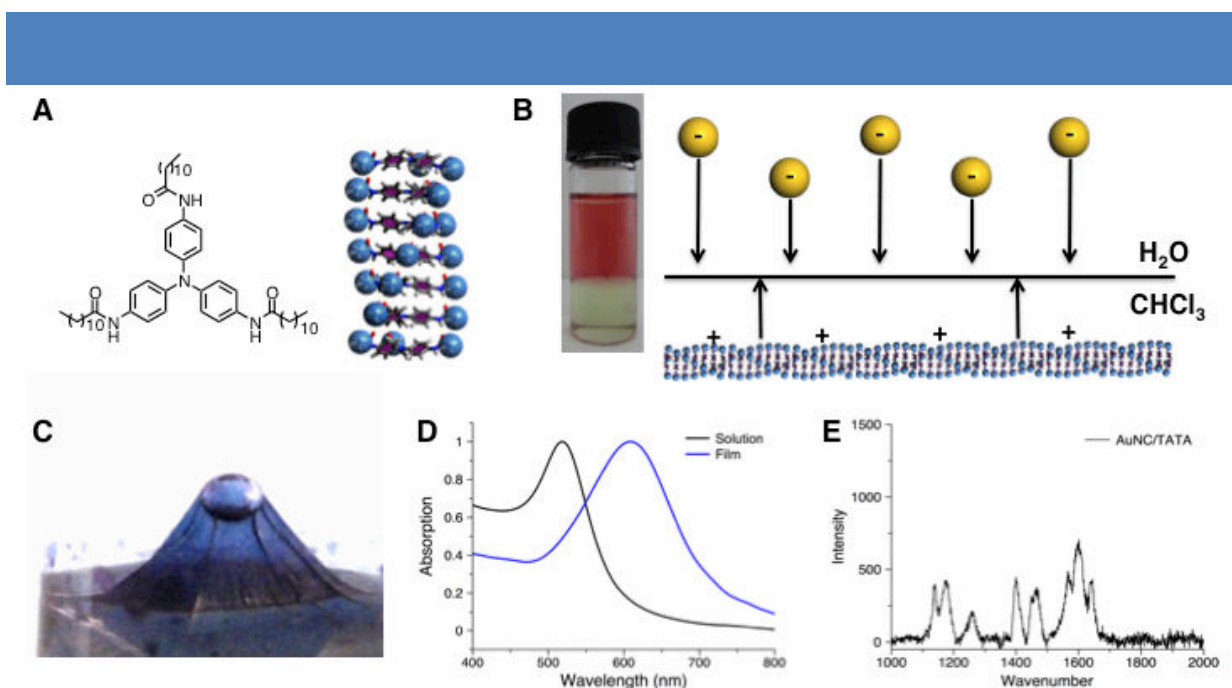 A
B
( )10
O
NH
N
O
( )10
N
H
O
N
H
( )10
-
-
-
-
-
H2O
CHCl3
+
+
+
+
C
D
Solution
Film
1
0.8
0.6
0.4
0.2
0
Absorption
400
500
600
700
800
Wavelength (nm)
E
AuNC/TATA
1500
1000
500
0
Intensity
1000
1200
1400
1600
1800
2000
Wavenumber